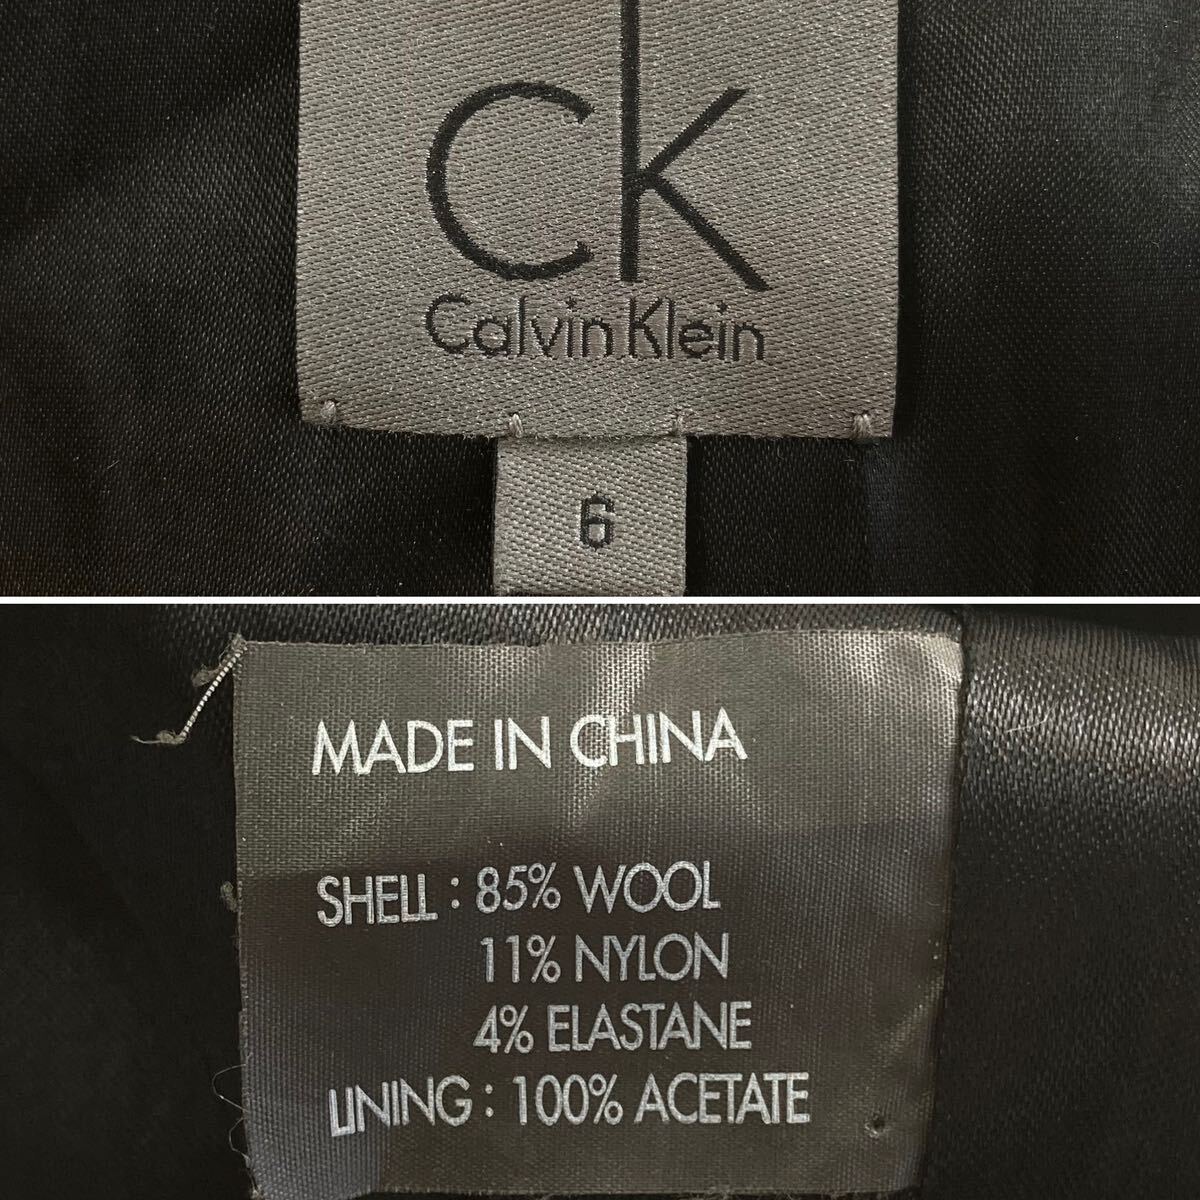 ck
Calvin Klein
6
MADE IN CHINA
SHELL : 85% WOOL
11% NYLON
4% ELASTANE
LINING : 100% ACETATE